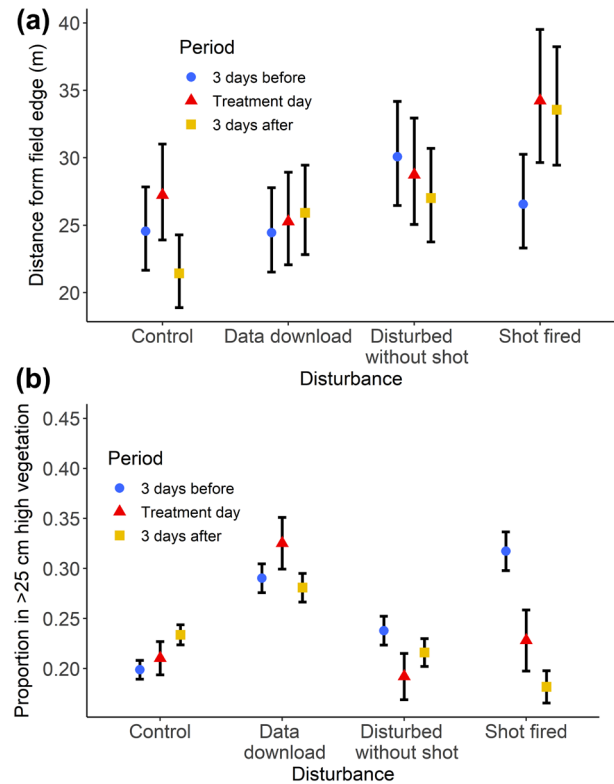 (a)
Distance form field edge (m)
40
35
30
25
20
Period
3 days before
Treatment day
3 days after
Control
Data download
Disturbed
without shot
Shot fired
Disturbance
(b)
Proportion in >25 cm high vegetation
0.45
0.40
0.35
0.30
0.25
0.20
Period
3 days before
Treatment day
3 days after
Control
Data
download
Disturbed
without shot
Shot fired
Disturbance